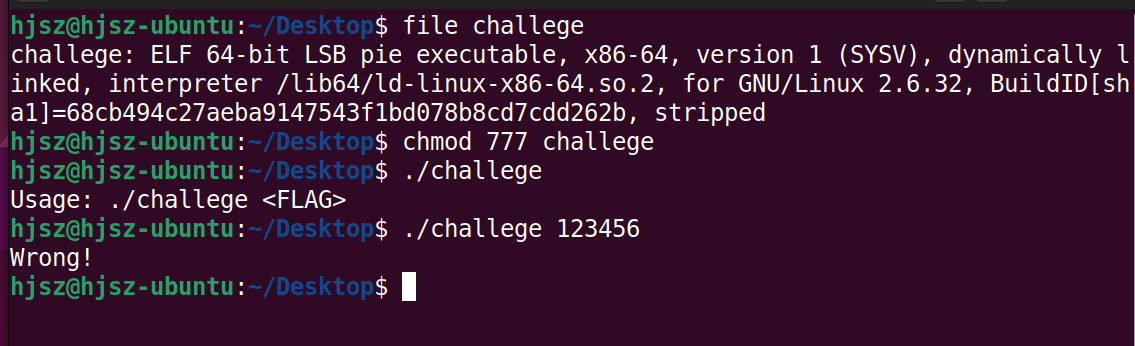 hjsz@hjsz-ubuntu:~/Desktop$ file challege
challege: ELF 64-bit LSB pie executable, x86-64, version 1 (SYSV), dynamically l
inked, interpreter /lib64/ld-linux-x86-64.so.2, for GNU/Linux 2.6.32, BuildID[sh
a1]=68cb494c27aeba9147543f1bd078b8cd7cdd262b, stripped
hjsz@hjsz-ubuntu:~/Desktop$ chmod 777 challege
hjsz@hjsz-ubuntu:~/Desktop$ ./challege
Usage: ./challege <FLAG>
hjsz@hjsz-ubuntu:~/Desktop$ ./challege 123456
Wrong!
hjsz@hjsz-ubuntu:~/Desktop$